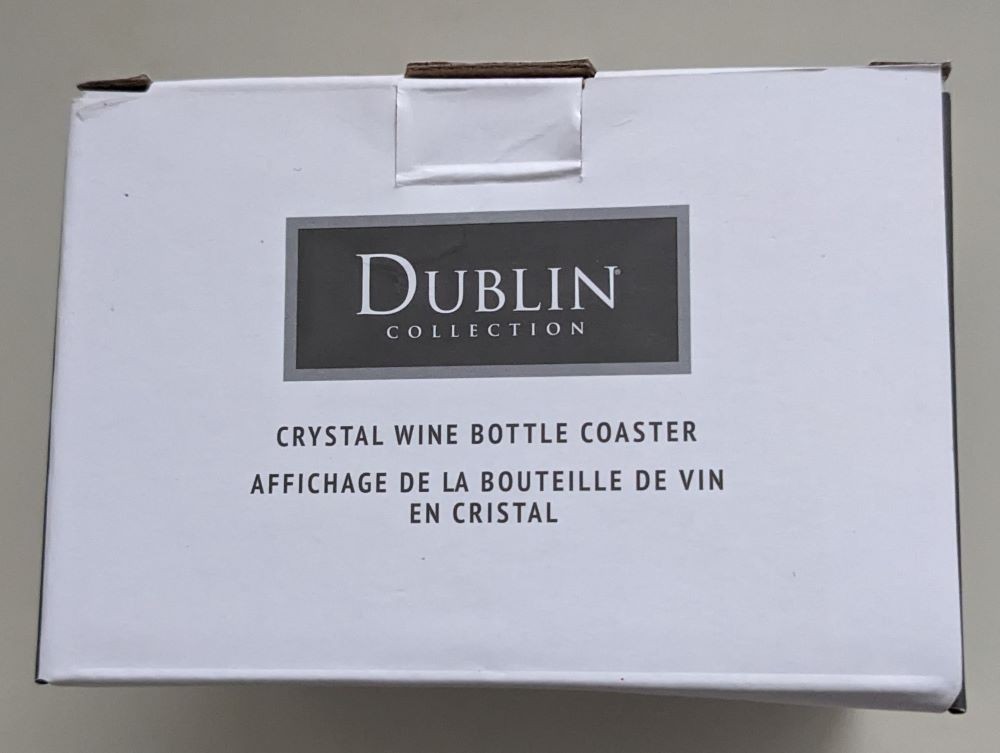 DUBLIN®
COLLECTION
CRYSTAL WINE BOTTLE COASTER
AFFICHAGE DE LA BOUTEILLE DE VIN
EN CRISTAL